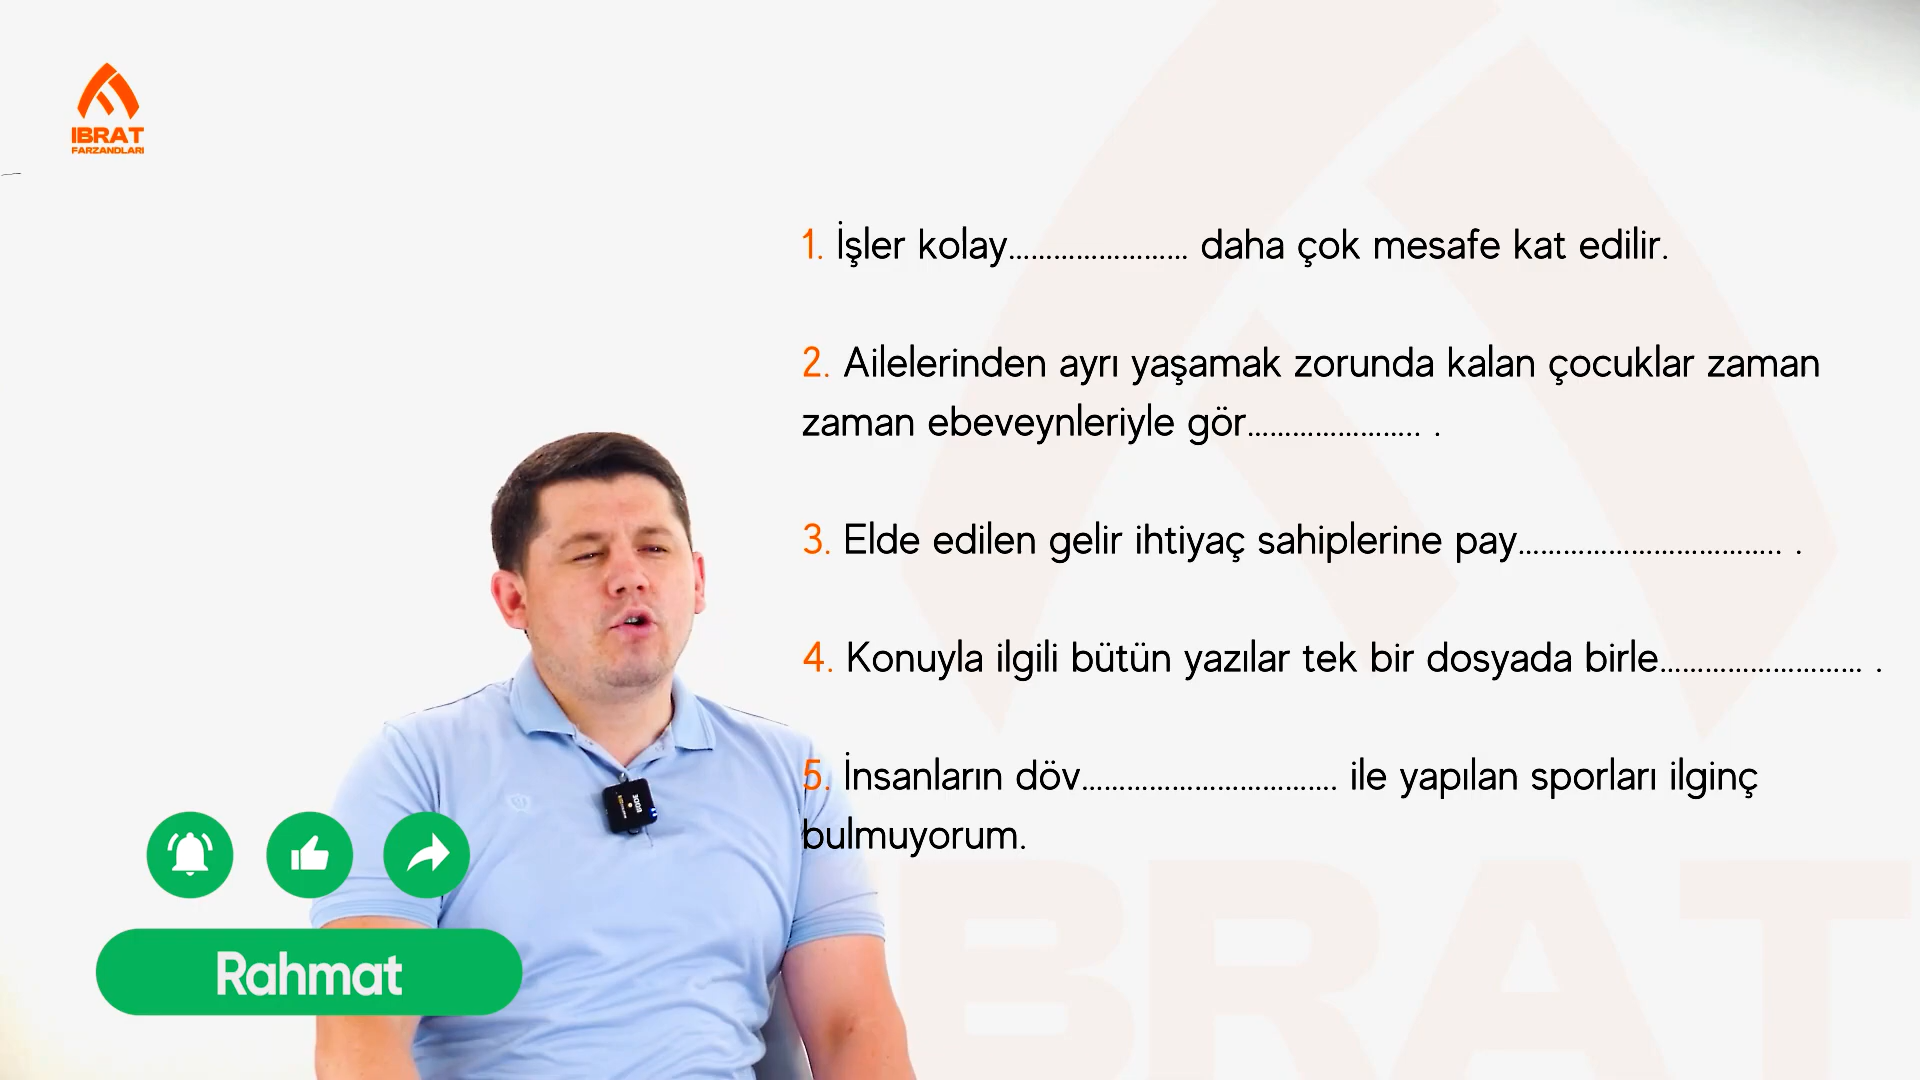 IBRAT
FARZANDLARI
1. İşler kolay........................ daha çok mesafe kat edilir.
2. Ailelerinden ayrı yaşamak zorunda kalan çocuklar zaman
zaman ebeveynleriyle gör....................... .
3. Elde edilen gelir ihtiyaç sahiplerine pay................................... .
4. Konuyla ilgili bütün yazılar tek bir dosyada birle........................... .
5. İnsanların döv.................................. ile yapılan sporları ilginç
bulmuyorum.
Rahmat
IBRAT